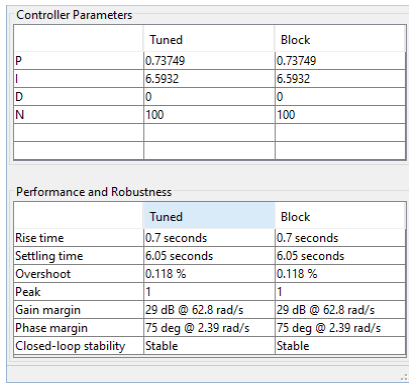 Controller Parameters
Tuned Block
P 0.73749 0.73749
I 6.5932 6.5932
D 0 0
N 100 100
Performance and Robustness
Tuned Block
Rise time 0.7 seconds 0.7 seconds
Settling time 6.05 seconds 6.05 seconds
Overshoot 0.118 % 0.118 %
Peak 1 1
Gain margin 29 dB @ 62.8 rad/s 29 dB @ 62.8 rad/s
Phase margin 75 deg @ 2.39 rad/s 75 deg @ 2.39 rad/s
Closed-loop stability Stable Stable